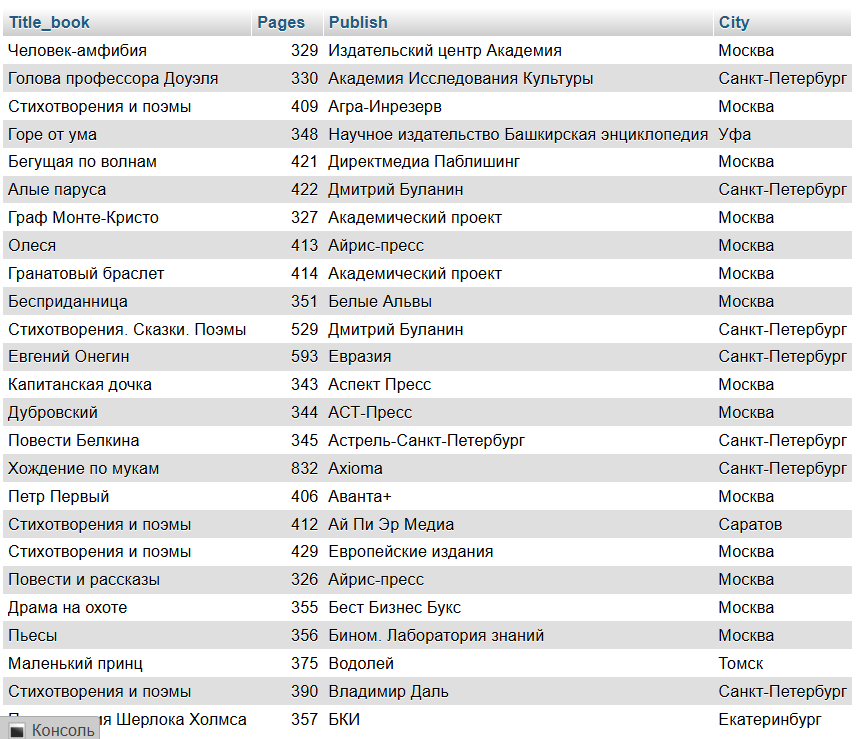 Title_book Pages Publish City
Человек-амфибия 329 Издательский центр Академия Москва
Голова профессора Доуэля 330 Академия Исследования Культуры Санкт-Петербург
Стихотворения и поэмы 409 Агра-Инрезерв Москва
Горе от ума 348 Научное издательство Башкирская энциклопедия Уфа
Бегущая по волнам 421 Директмедиа Паблишинг Москва
Алые паруса 422 Дмитрий Буланин Санкт-Петербург
Граф Монте-Кристо 327 Академический проект Москва
Олеся 413 Айрис-пресс Москва
Гранатовый браслет 414 Академический проект Москва
Бесприданница 351 Белые Альвы Москва
Стихотворения. Сказки. Поэмы 529 Дмитрий Буланин Санкт-Петербург
Евгений Онегин 593 Евразия Санкт-Петербург
Капитанская дочка 343 Аспект Пресс Москва
Дубровский 344 АСТ-Пресс Москва
Повести Белкина 345 Астрель-Санкт-Петербург Санкт-Петербург
Хождение по мукам 832 Axioma Санкт-Петербург
Петр Первый 406 Аванта+ Москва
Стихотворения и поэмы 412 Ай Пи Эр Медиа Саратов
Стихотворения и поэмы 429 Европейские издания Москва
Повести и рассказы 326 Айрис-пресс Москва
Драма на охоте 355 Бест Бизнес Букс Москва
Пьесы 356 Бином. Лаборатория знаний Москва
Маленький принц 375 Водолей Томск
Стихотворения и поэмы 390 Владимир Даль Санкт-Петербург
Шерлока Холмса 357 БКИ Екатеринбург
Консоль